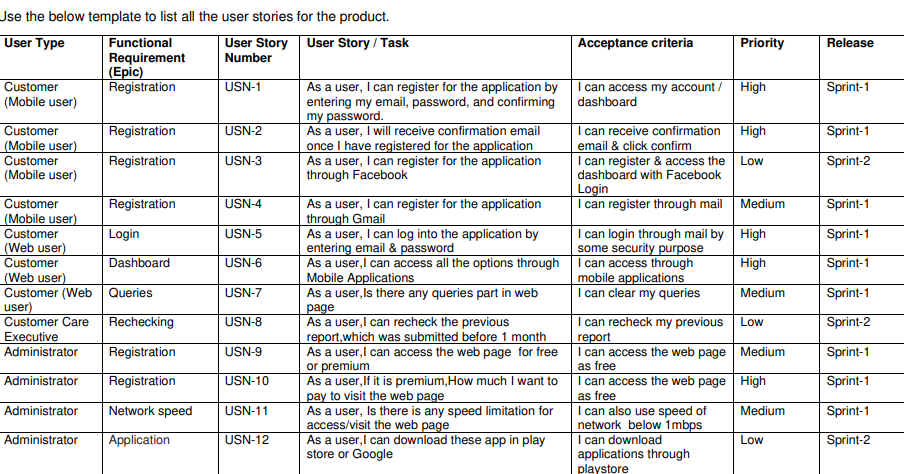 Use the below template to list all the user stories for the product.
User Type | Functional Requirement (Epic) | User Story Number | User Story / Task | Acceptance criteria | Priority | Release
Customer (Mobile user) | Registration | USN-1 | As a user, I can register for the application by entering my email, password, and confirming my password. | I can access my account / dashboard | High | Sprint-1
Customer (Mobile user) | Registration | USN-2 | As a user, I will receive confirmation email once I have registered for the application | I can receive confirmation email & click confirm | High | Sprint-1
Customer (Mobile user) | Registration | USN-3 | As a user, I can register for the application through Facebook | I can register & access the dashboard with Facebook Login | Low | Sprint-2
Customer (Mobile user) | Registration | USN-4 | As a user, I can register for the application through Gmail | I can register through mail | Medium | Sprint-1
Customer (Web user) | Login | USN-5 | As a user, I can log into the application by entering email & password | I can login through mail by some security purpose | High | Sprint-1
Customer (Web user) | Dashboard | USN-6 | As a user,I can access all the options through Mobile Applications | I can access through mobile applications | High | Sprint-1
Customer (Web user) | Queries | USN-7 | As a user,Is there any queries part in web page | I can clear my queries | Medium | Sprint-1
Customer Care Executive | Rechecking | USN-8 | As a user,I can recheck the previous report,which was submitted before 1 month | I can recheck my previous report | Low | Sprint-2
Administrator | Registration | USN-9 | As a user,I can access the web page for free or premium | I can access the web page as free | Medium | Sprint-1
Administrator | Registration | USN-10 | As a user,If it is premium,How much I want to pay to visit the web page | I can access the web page as free | High | Sprint-1
Administrator | Network speed | USN-11 | As a user, Is there is any speed limitation for access/visit the web page | I can also use speed of network below 1mbps | Medium | Sprint-1
Administrator | Application | USN-12 | As a user,I can download these app in play store or Google | I can download applications through playstore | Low | Sprint-2